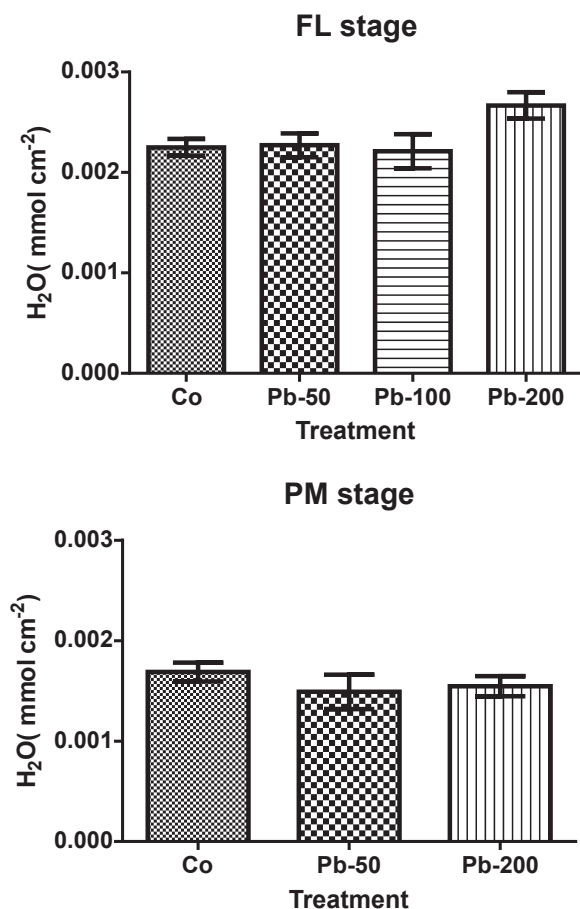 FL stage
H₂O( mmol cm⁻²)
0.003
0.002
0.001
0.000
Co Pb-50 Pb-100 Pb-200
Treatment
PM stage
H₂O( mmol cm⁻²)
0.003
0.002
0.001
0.000
Co Pb-50 Pb-200
Treatment